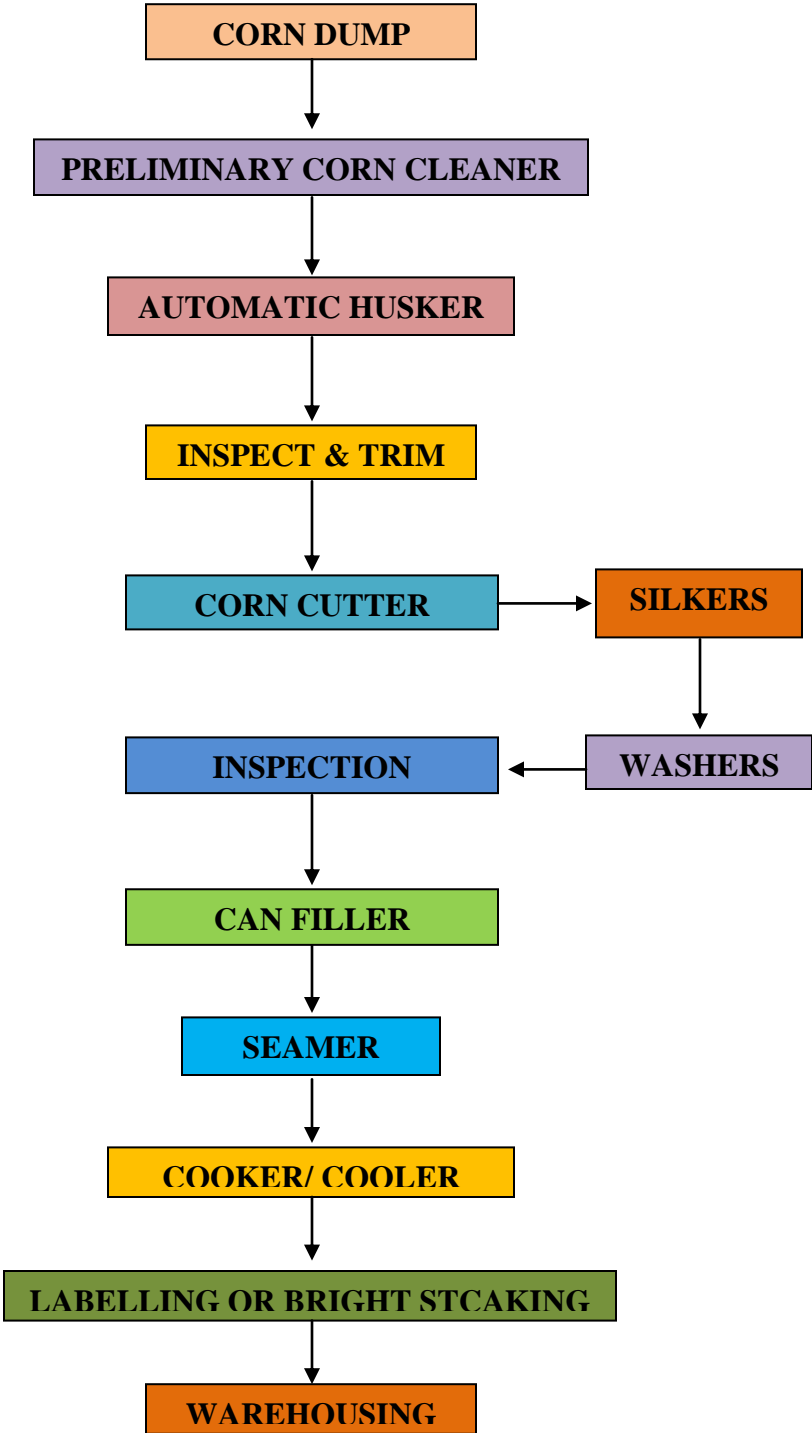 CORN DUMP
PRELIMINARY CORN CLEANER
AUTOMATIC HUSKER
INSPECT & TRIM
CORN CUTTER
SILKERS
WASHERS
INSPECTION
CAN FILLER
SEAMER
COOKER/ COOLER
LABELLING OR BRIGHT STCAKING
WAREHOUSING